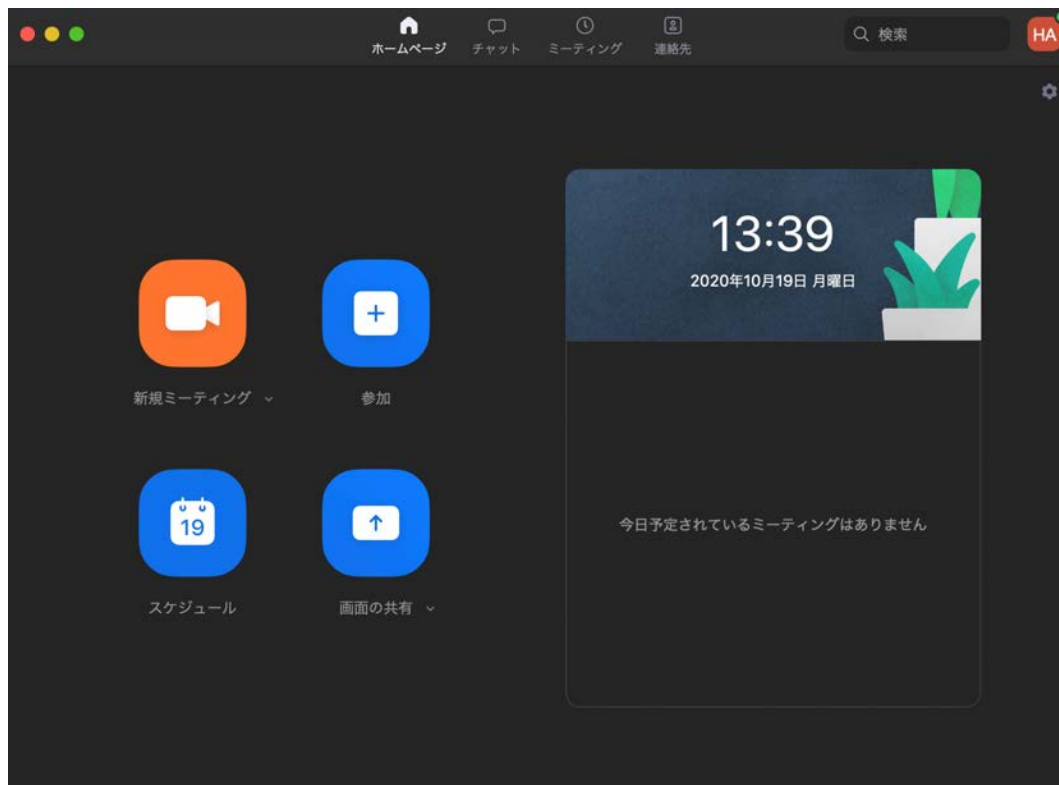 ホームページ
チャット
ミーティング
連絡先
検索
HA
13:39
2020年10月19日 月曜日
新規ミーティング
参加
19
スケジュール
画面の共有
今日予定されているミーティングはありません